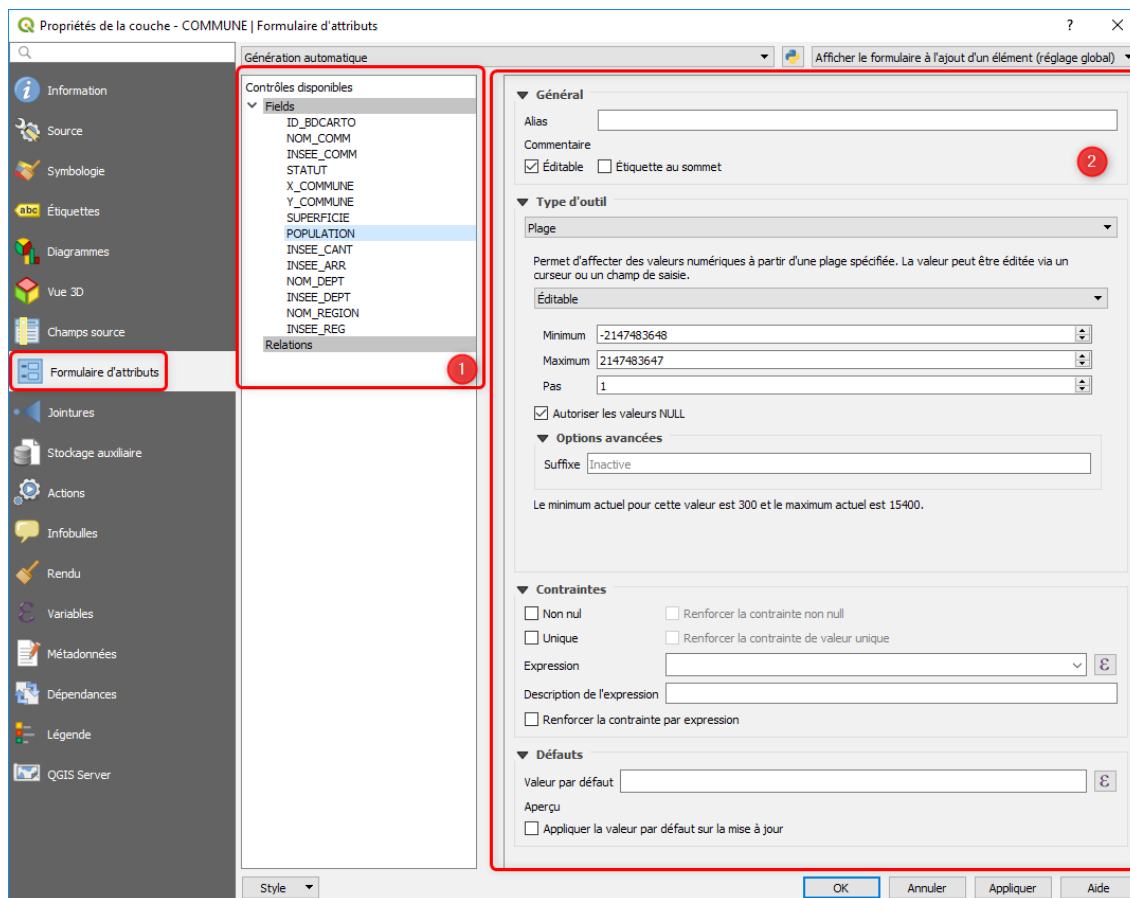 Propriétés de la couche - COMMUNE | Formulaire d'attributs
?
Génération automatique
Afficher le formulaire à l'ajout d'un élément (réglage global)
Information
Source
Symbologie
abc Étiquettes
Diagrammes
Vue 3D
Champs source
Formulaire d'attributs
Jointures
Stockage auxiliaire
Actions
Infobulles
Rendu
Variables
Métadonnées
Dépendances
Légende
QGIS Server
Contrôles disponibles
Fields
ID_BDCARTO
NOM_COMM
INSEE_COMM
STATUT
X_COMMUNE
Y_COMMUNE
SUPERFICIE
POPULATION
INSEE_CANT
INSEE_ARR
NOM_DEPT
INSEE_DEPT
NOM_REGION
INSEE_REG
Relations
1
Général
Alias
Commentaire
2
Éditable Étiquette au sommet
Type d'outil
Plage
Permet d'affecter des valeurs numériques à partir d'une plage spécifiée. La valeur peut être éditée via un
curseur ou un champ de saisie.
Éditable
Minimum -2147483648
Maximum 2147483647
Pas 1
Autoriser les valeurs NULL
Options avancées
Suffixe Inactive
Le minimum actuel pour cette valeur est 300 et le maximum actuel est 15400.
Contraintes
Non nul Renforcer la contrainte non null
Unique Renforcer la contrainte de valeur unique
Expression ε
Description de l'expression
Renforcer la contrainte par expression
Défauts
Valeur par défaut ε
Aperçu
Appliquer la valeur par défaut sur la mise à jour
Style OK Annuler Appliquer Aide